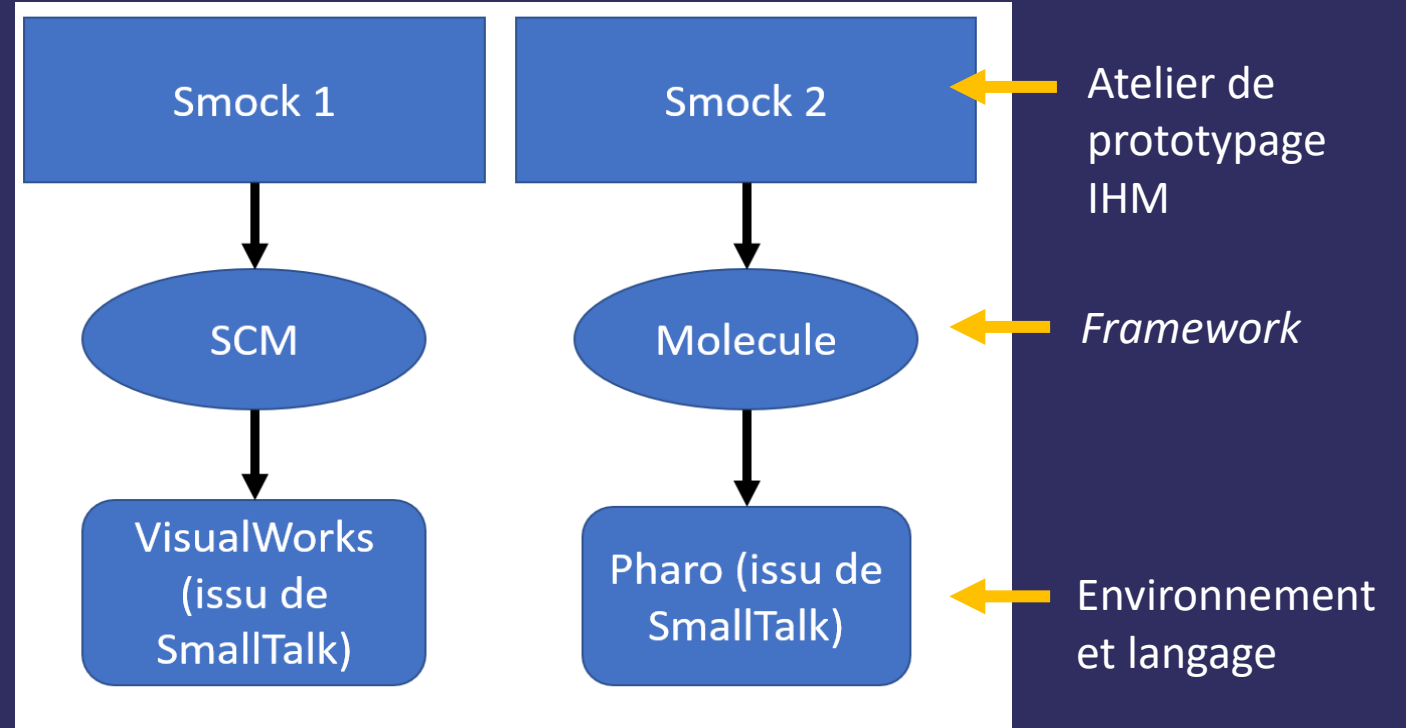 Smock 1
Smock 2
Atelier de
prototypage
IHM
SCM
Molecule
Framework
VisualWorks
(issu de
SmallTalk)
Pharo (issu de
SmallTalk)
Environnement
et langage